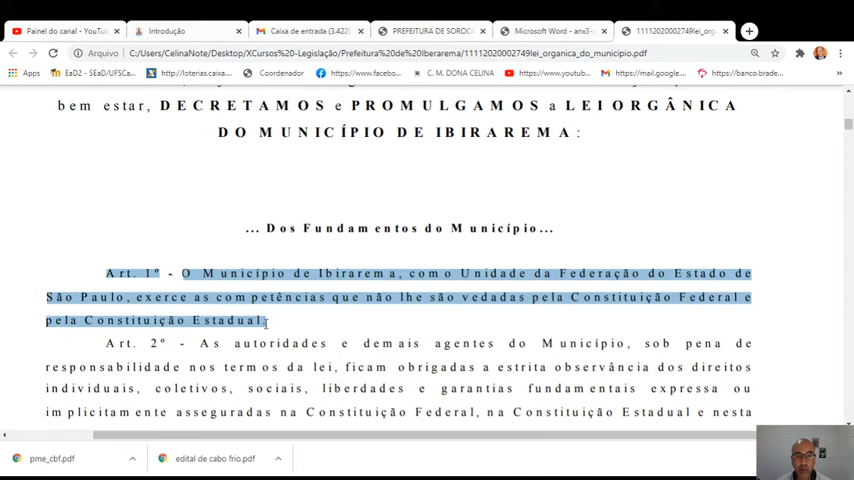 Painel do canal - YouTu
Introdução
Caixa de entrada (3.422)
PREFEITURA DE SOROC
Microsoft Word - anx3-
11112020002749lei_orga
Arquivo
C:/Users/CelinaNote/Desktop/XCursos%20-Legislação/Prefeitura%20de%20Iberarema/11112020002749lei_organica_do_municipio.pdf
Apps
EaD2 - SEaD/UFSCa
http://loterias.caixa
Coordenador
https://www.facebo
C. M. DONA CELINA
https://www.youtub
https://mail.google
https://banco.brade
bem estar, DECRETAMOS e PROMULGAMOS a LEI ORGÂNICA
DO MUNICÍPIO DE IBIRAREMA:
... Dos Fundamentos do Município...
Art. 1º - O Município de Ibirarema, como Unidade da Federação do Estado de
São Paulo, exerce as competências que não lhe são vedadas pela Constituição Federal e
pela Constituição Estadual.
Art. 2º - As autoridades e demais agentes do Município, sob pena de
responsabilidade nos termos da lei, ficam obrigadas a estrita observância dos direitos
individuais, coletivos, sociais, liberdades e garantias fundamentais expressa ou
implicitamente asseguradas na Constituição Federal, na Constituição Estadual e nesta
pme_cbf.pdf
edital de cabo frio.pdf